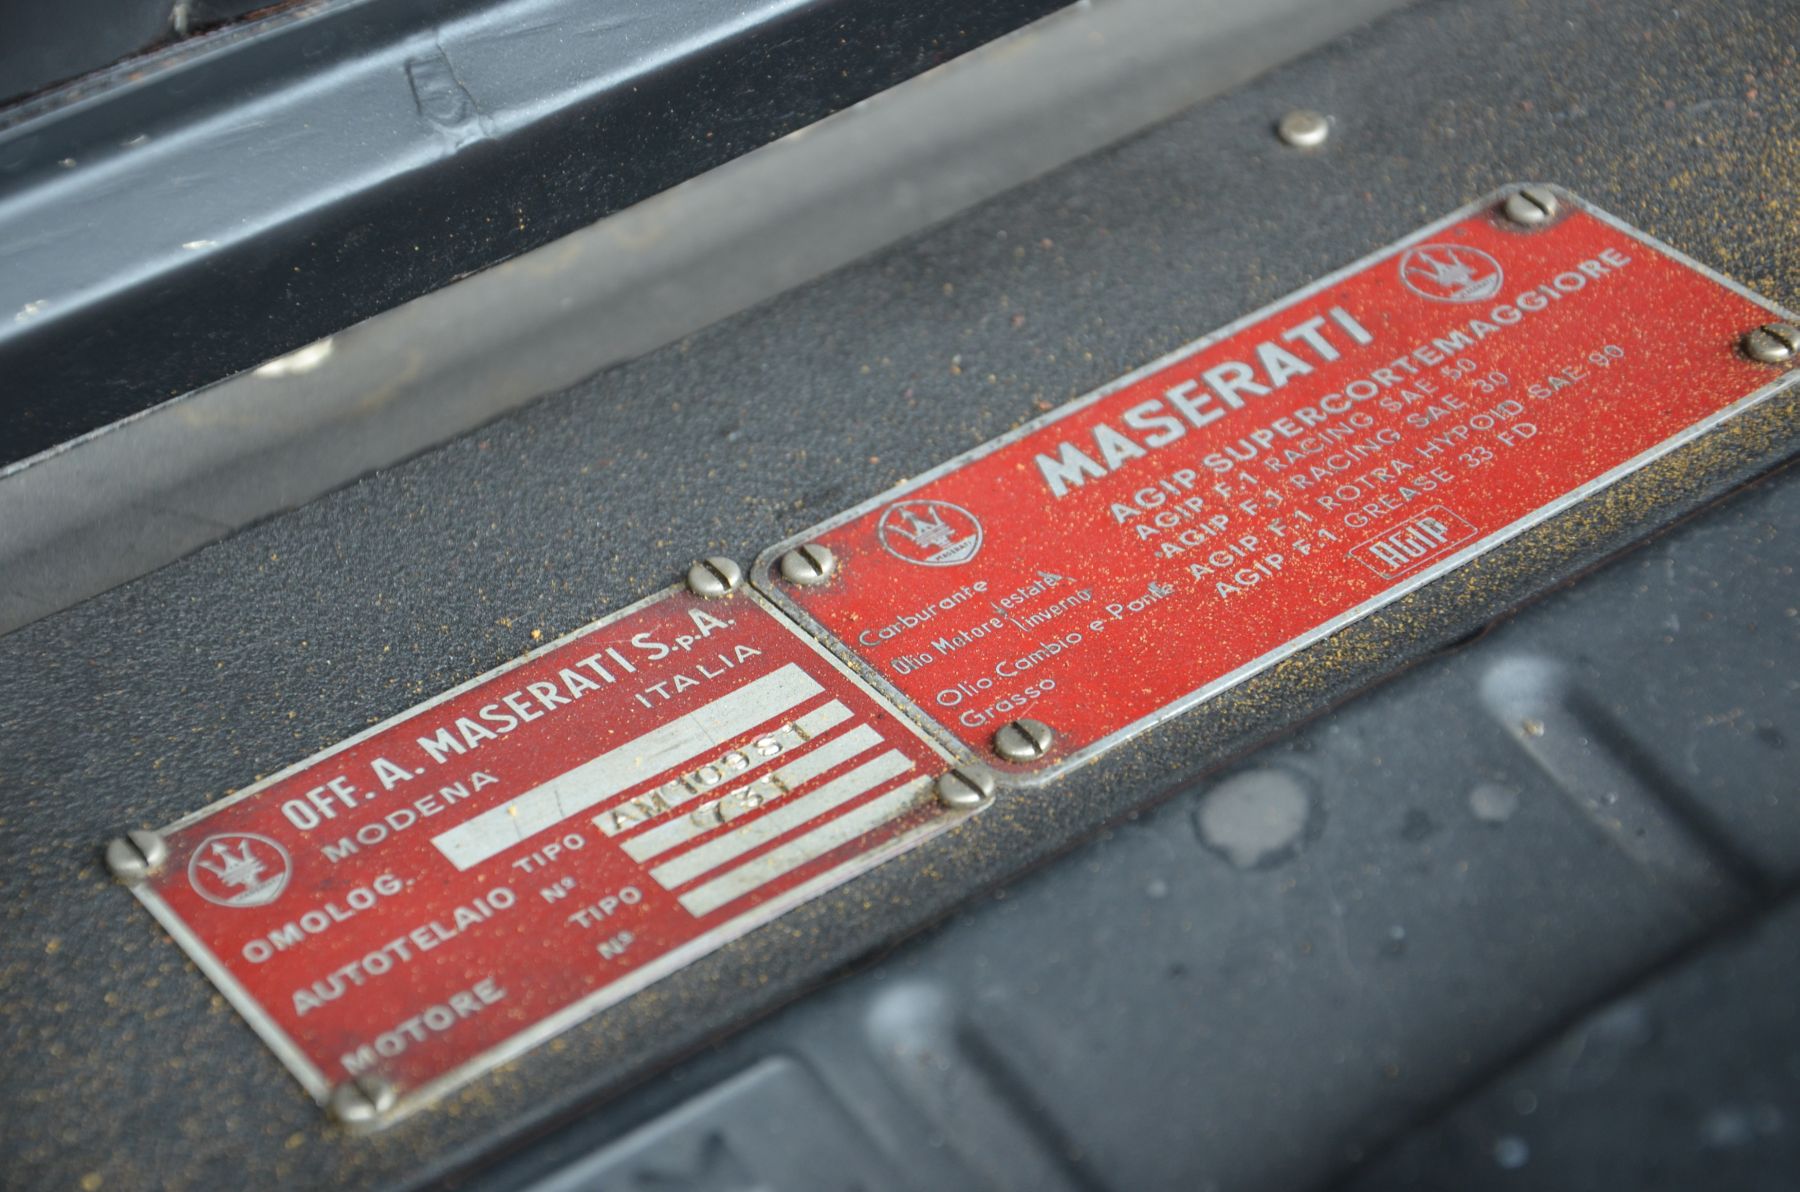 OFF. A. MASERATI S.p.A.
MODENA ITALIA
OMOLOG.
AUTOTELAIO TIPO AM109S1
Nº 731
MOTORE TIPO
Nº
MASERATI
Carburante AGIP SUPERCORTEMAGGIORE
Olio Motore estate AGIP F.1 RACING SAE 50
inverno AGIP F.1 RACING SAE 30
Olio Cambio e Ponte AGIP F.1 ROTRA HYPOID SAE 90
Grasso AGIP F.1 GREASE 33 FD
AGIP
MASERATI